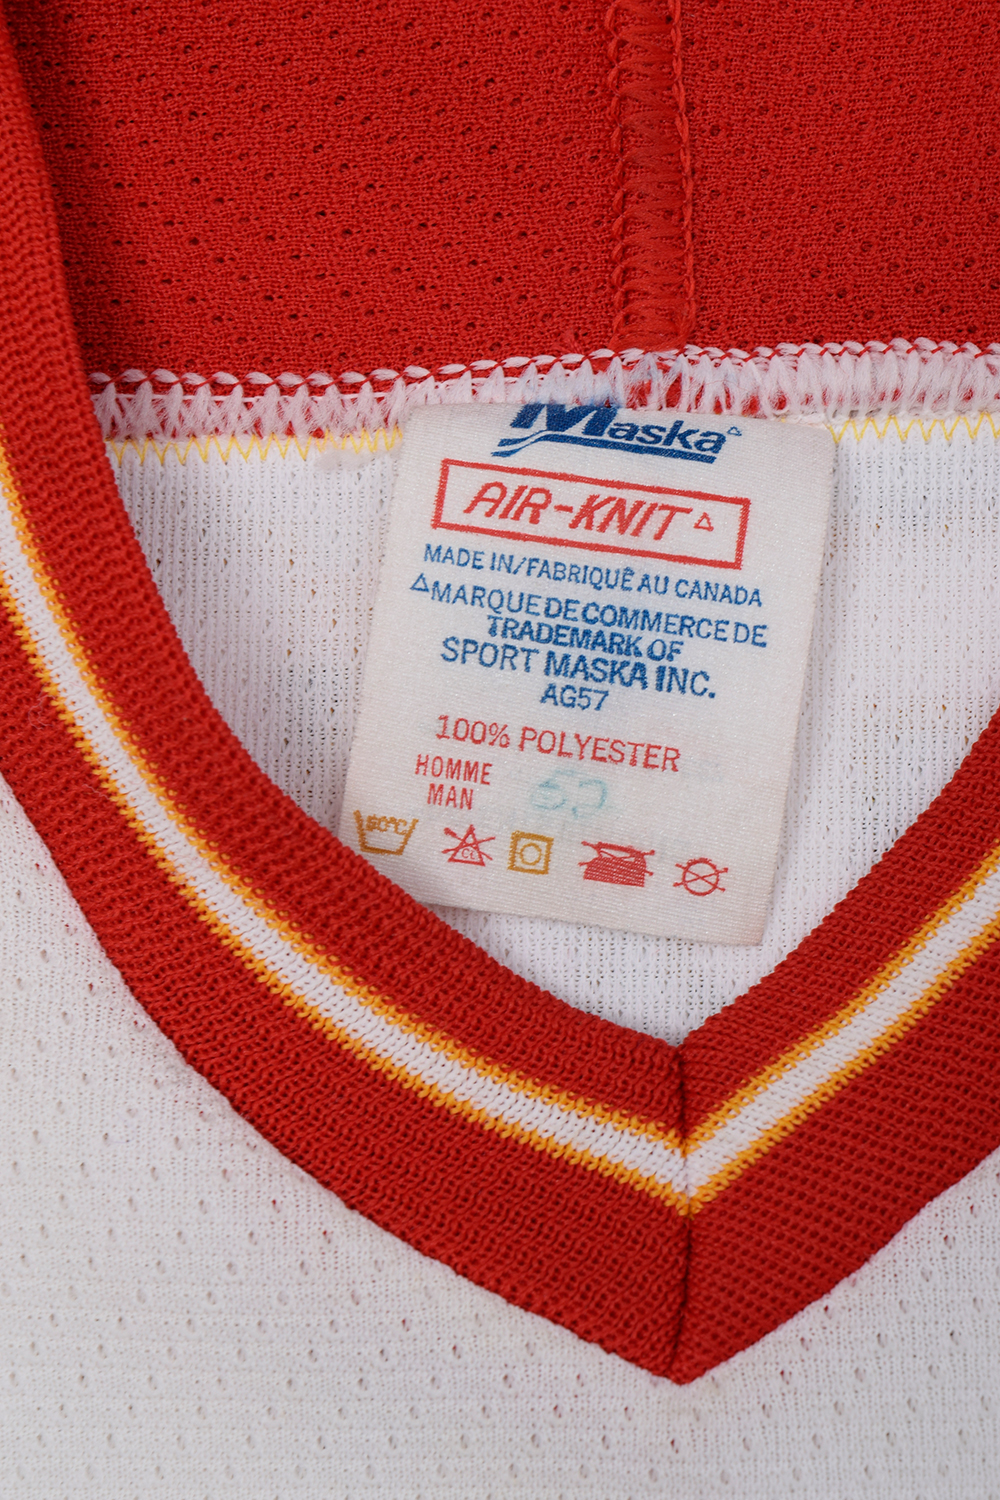 Maska△
AIR-KNIT△
MADE IN/FABRIQUÉ AU CANADA
△MARQUE DE COMMERCE DE
TRADEMARK OF
SPORT MASKA INC.
AG57
100% POLYESTER
HOMME
MAN
CL